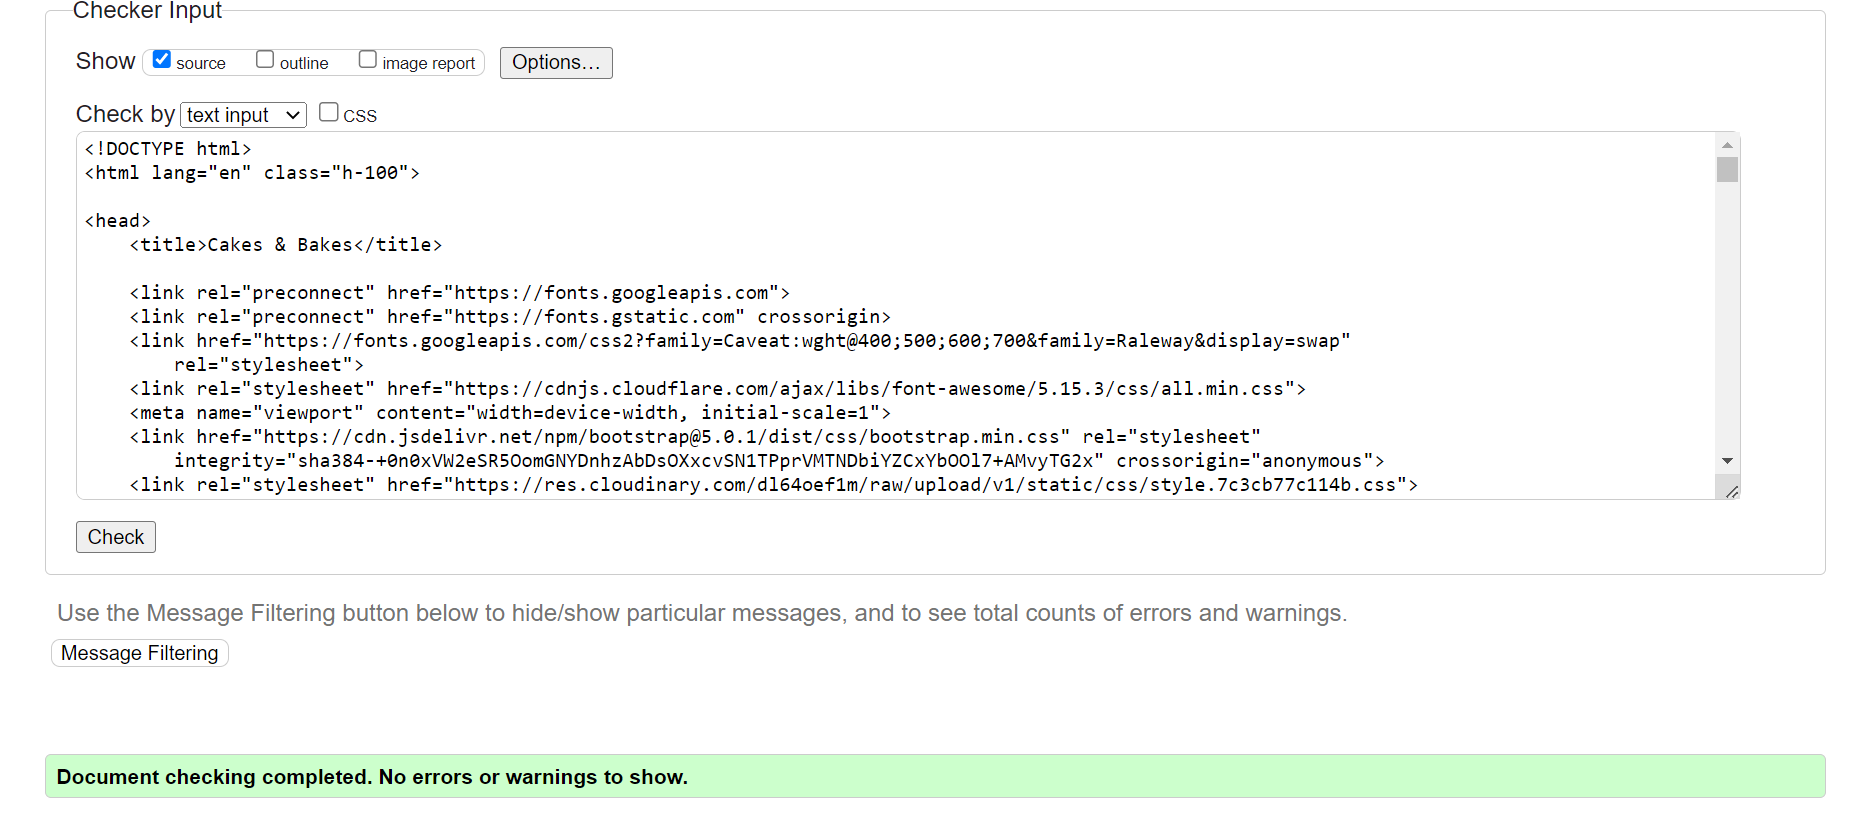 Checker Input
Show source outline image report Options...
Check by text input CSS
<!DOCTYPE html>
<html lang="en" class="h-100">
<head>
<title>Cakes & Bakes</title>
<link rel="preconnect" href="https://fonts.googleapis.com">
<link rel="preconnect" href="https://fonts.gstatic.com" crossorigin>
<link href="https://fonts.googleapis.com/css2?family=Caveat:wght@400;500;600;700&family=Raleway&display=swap"
rel="stylesheet">
<link rel="stylesheet" href="https://cdnjs.cloudflare.com/ajax/libs/font-awesome/5.15.3/css/all.min.css">
<meta name="viewport" content="width=device-width, initial-scale=1">
<link href="https://cdn.jsdelivr.net/npm/bootstrap@5.0.1/dist/css/bootstrap.min.css" rel="stylesheet"
integrity="sha384-+0n0xVW2eSR5OomGNYDnhzAbDsOXxcvSN1TPprVMTNDbiYZCxYbOOl7+AMvyTG2x" crossorigin="anonymous">
<link rel="stylesheet" href="https://res.cloudinary.com/dl64oef1m/raw/upload/v1/static/css/style.7c3cb77c114b.css">
Check
Use the Message Filtering button below to hide/show particular messages, and to see total counts of errors and warnings.
Message Filtering
Document checking completed. No errors or warnings to show.